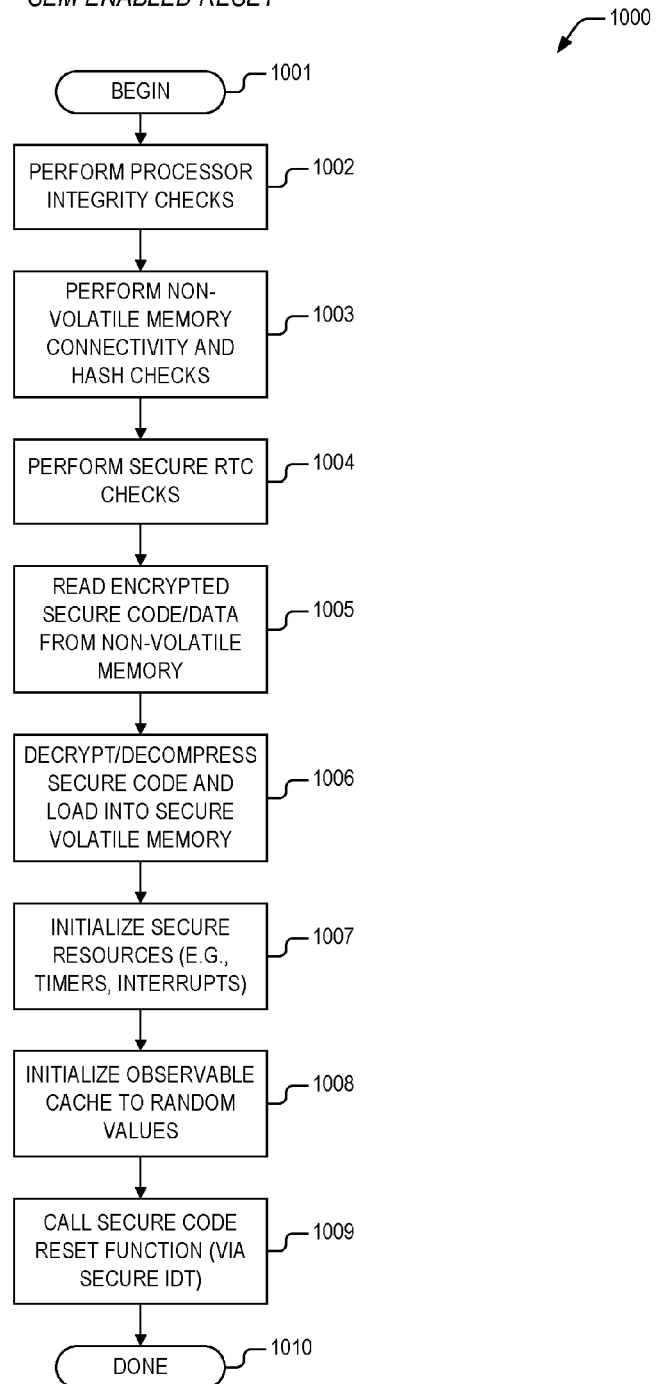 SEM-ENABLED RESET
1000
BEGIN
1001
PERFORM PROCESSOR
INTEGRITY CHECKS
1002
PERFORM NON-
VOLATILE MEMORY
CONNECTIVITY AND
HASH CHECKS
1003
PERFORM SECURE RTC
CHECKS
1004
READ ENCRYPTED
SECURE CODE/DATA
FROM NON-VOLATILE
MEMORY
1005
DECRYPT/DECOMPRESS
SECURE CODE AND
LOAD INTO SECURE
VOLATILE MEMORY
1006
INITIALIZE SECURE
RESOURCES (E.G.,
TIMERS, INTERRUPTS)
1007
INITIALIZE OBSERVABLE
CACHE TO RANDOM
VALUES
1008
CALL SECURE CODE
RESET FUNCTION (VIA
SECURE IDT)
1009
DONE
1010